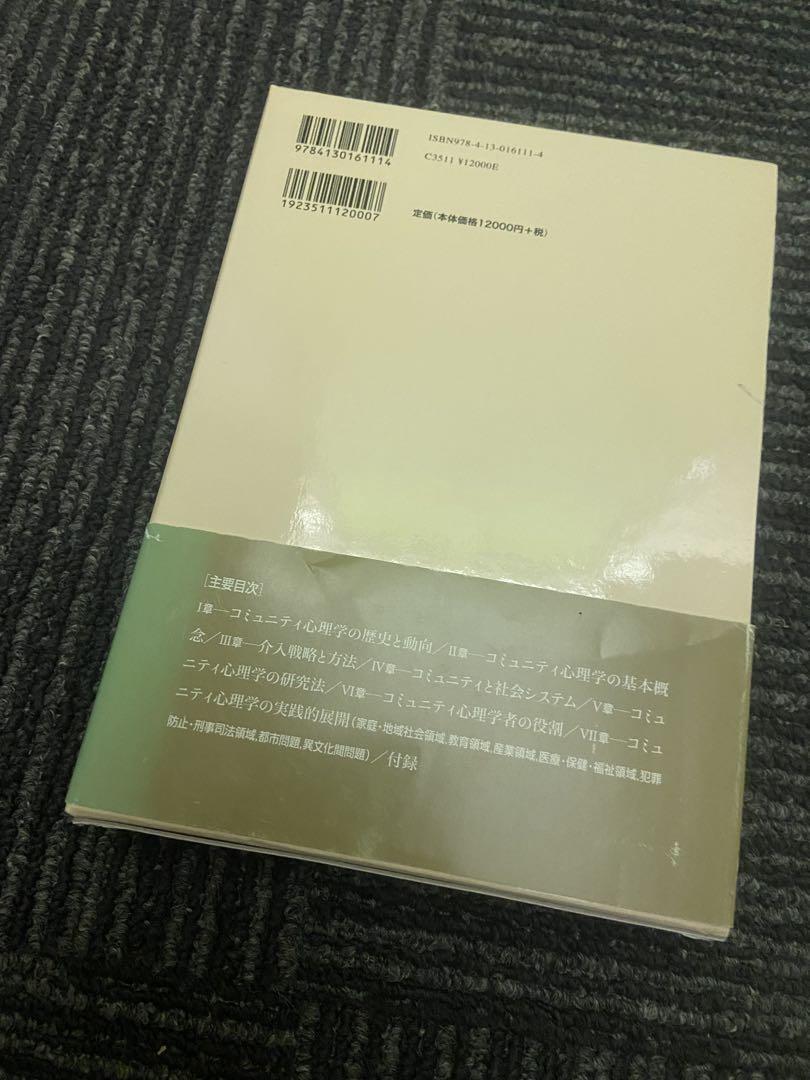 ISBN978-4-13-016111-4
C3511 ¥12000E
9784130161114
1923511120007
定価(本体価格12000円+税)
[主要目次]
I章―コミュニティ心理学の歴史と動向/II章―コミュニティ心理学の基本概
念/III章―介入戦略と方法/IV章―コミュニティと社会システム/V章―コミュ
ニティ心理学の研究法/VI章―コミュニティ心理学者の役割/VII章―コミュ
ニティ心理学の実践的展開(家庭・地域社会領域,教育領域,産業領域,医療・保健・福祉領域,犯罪
防止・刑事司法領域,都市問題,異文化間問題)/付録